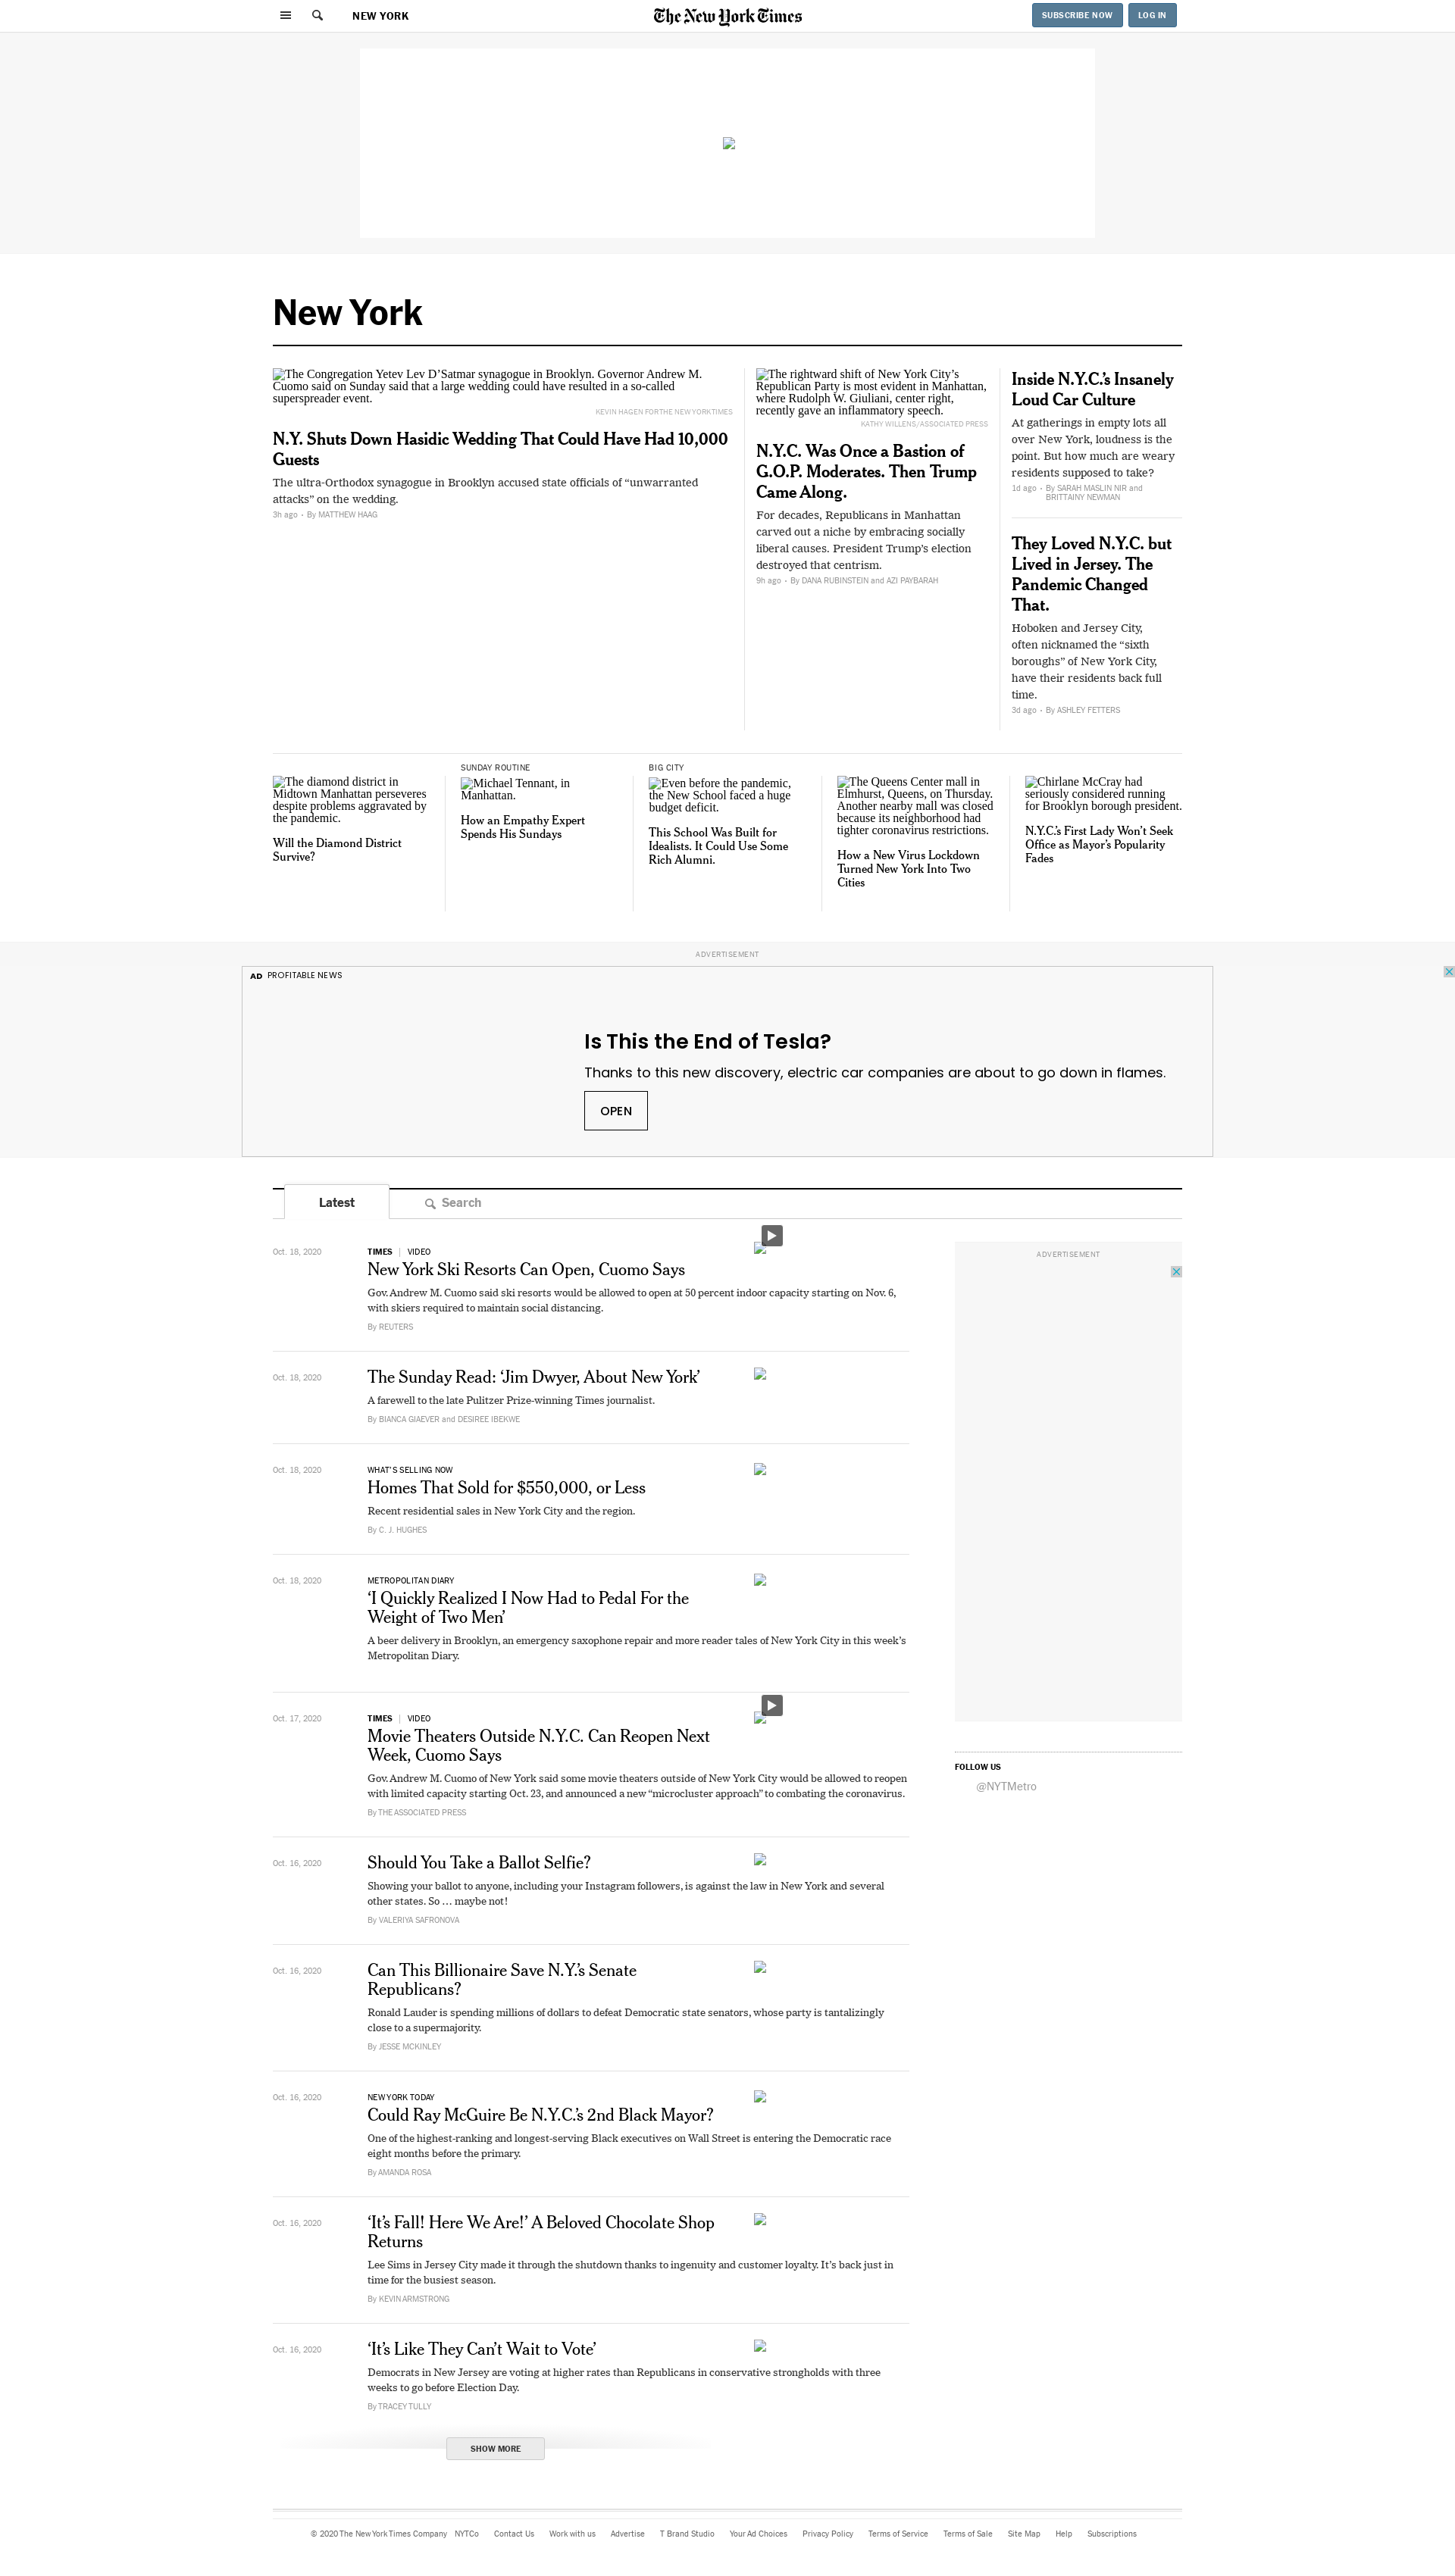 NEW YORK
The New York Times
SUBSCRIBE NOW
LOG IN
New York
The Congregation Yetev Lev D’Satmar synagogue in Brooklyn. Governor Andrew M.
Cuomo said on Sunday said that a large wedding could have resulted in a so-called
superspreader event.
KEVIN HAGEN FOR THE NEW YORK TIMES
N.Y. Shuts Down Hasidic Wedding That Could Have Had 10,000
Guests
The ultra-Orthodox synagogue in Brooklyn accused state officials of “unwarranted
attacks” on the wedding.
3h ago • By MATTHEW HAAG
The rightward shift of New York City’s
Republican Party is most evident in Manhattan,
where Rudolph W. Giuliani, center right,
recently gave an inflammatory speech.
KATHY WILLENS/ASSOCIATED PRESS
N.Y.C. Was Once a Bastion of
G.O.P. Moderates. Then Trump
Came Along.
For decades, Republicans in Manhattan
carved out a niche by embracing socially
liberal causes. President Trump’s election
destroyed that centrism.
9h ago • By DANA RUBINSTEIN and AZI PAYBARAH
Inside N.Y.C.’s Insanely
Loud Car Culture
At gatherings in empty lots all
over New York, loudness is the
point. But how much are weary
residents supposed to take?
1d ago • By SARAH MASLIN NIR and
BRITTAINY NEWMAN
They Loved N.Y.C. but
Lived in Jersey. The
Pandemic Changed
That.
Hoboken and Jersey City,
often nicknamed the “sixth
boroughs” of New York City,
have their residents back full
time.
3d ago • By ASHLEY FETTERS
The diamond district in
Midtown Manhattan perseveres
despite problems aggravated by
the pandemic.
Will the Diamond District
Survive?
SUNDAY ROUTINE
Michael Tennant, in
Manhattan.
How an Empathy Expert
Spends His Sundays
BIG CITY
Even before the pandemic,
the New School faced a huge
budget deficit.
This School Was Built for
Idealists. It Could Use Some
Rich Alumni.
The Queens Center mall in
Elmhurst, Queens, on Thursday.
Another nearby mall was closed
because its neighborhood had
tighter coronavirus restrictions.
How a New Virus Lockdown
Turned New York Into Two
Cities
Chirlane McCray had
seriously considered running
for Brooklyn borough president.
N.Y.C.’s First Lady Won’t Seek
Office as Mayor’s Popularity
Fades
ADVERTISEMENT
AD PROFITABLE NEWS
Is This the End of Tesla?
Thanks to this new discovery, electric car companies are about to go down in flames.
OPEN
Latest
Search
Oct. 18, 2020
TIMES | VIDEO
New York Ski Resorts Can Open, Cuomo Says
Gov. Andrew M. Cuomo said ski resorts would be allowed to open at 50 percent indoor capacity starting on Nov. 6,
with skiers required to maintain social distancing.
By REUTERS
ADVERTISEMENT
Oct. 18, 2020
The Sunday Read: ‘Jim Dwyer, About New York’
A farewell to the late Pulitzer Prize-winning Times journalist.
By BIANCA GIAEVER and DESIREE IBEKWE
Oct. 18, 2020
WHAT’S SELLING NOW
Homes That Sold for $550,000, or Less
Recent residential sales in New York City and the region.
By C. J. HUGHES
Oct. 18, 2020
METROPOLITAN DIARY
‘I Quickly Realized I Now Had to Pedal For the
Weight of Two Men’
A beer delivery in Brooklyn, an emergency saxophone repair and more reader tales of New York City in this week’s
Metropolitan Diary.
Oct. 17, 2020
TIMES | VIDEO
Movie Theaters Outside N.Y.C. Can Reopen Next
Week, Cuomo Says
Gov. Andrew M. Cuomo of New York said some movie theaters outside of New York City would be allowed to reopen
with limited capacity starting Oct. 23, and announced a new “microcluster approach” to combating the coronavirus.
By THE ASSOCIATED PRESS
FOLLOW US
@NYTMetro
Oct. 16, 2020
Should You Take a Ballot Selfie?
Showing your ballot to anyone, including your Instagram followers, is against the law in New York and several
other states. So … maybe not!
By VALERIYA SAFRONOVA
Oct. 16, 2020
Can This Billionaire Save N.Y.’s Senate
Republicans?
Ronald Lauder is spending millions of dollars to defeat Democratic state senators, whose party is tantalizingly
close to a supermajority.
By JESSE MCKINLEY
Oct. 16, 2020
NEW YORK TODAY
Could Ray McGuire Be N.Y.C.’s 2nd Black Mayor?
One of the highest-ranking and longest-serving Black executives on Wall Street is entering the Democratic race
eight months before the primary.
By AMANDA ROSA
Oct. 16, 2020
‘It’s Fall! Here We Are!’ A Beloved Chocolate Shop
Returns
Lee Sims in Jersey City made it through the shutdown thanks to ingenuity and customer loyalty. It’s back just in
time for the busiest season.
By KEVIN ARMSTRONG
Oct. 16, 2020
‘It’s Like They Can’t Wait to Vote’
Democrats in New Jersey are voting at higher rates than Republicans in conservative strongholds with three
weeks to go before Election Day.
By TRACEY TULLY
SHOW MORE
© 2020 The New York Times Company NYTCo Contact Us Work with us Advertise T Brand Studio Your Ad Choices Privacy Policy Terms of Service Terms of Sale Site Map Help Subscriptions